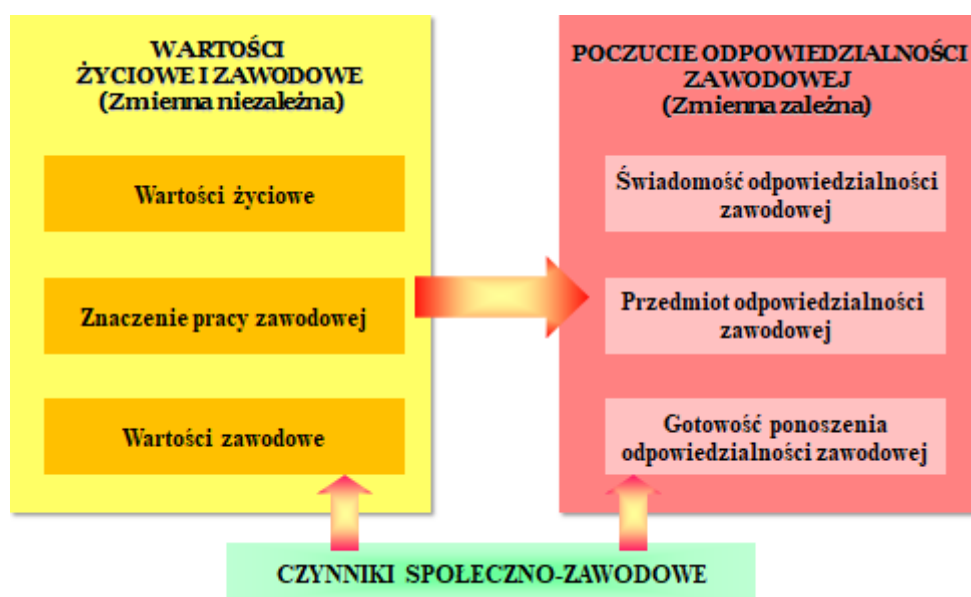 WARTOŚCI
ŻYCIOWE I ZAWODOWE
(Zmienna niezależna)
Wartości życiowe
Znaczenie pracy zawodowej
Wartości zawodowe
POCZUCIE ODPOWIEDZIALNOŚCI
ZAWODOWEJ
(Zmienna zależna)
Świadomość odpowiedzialności
zawodowej
Przedmiot odpowiedzialności
zawodowej
Gotowość ponoszenia
odpowiedzialności zawodowej
CZYNNIKI SPOŁECZNO-ZAWODOWE